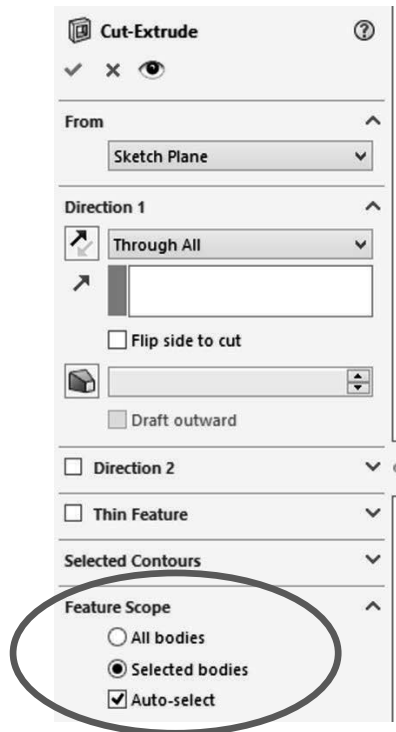 Cut-Extrude
From
Sketch Plane
Direction 1
Through All
Flip side to cut
Draft outward
Direction 2
Thin Feature
Selected Contours
Feature Scope
All bodies
Selected bodies
Auto-select